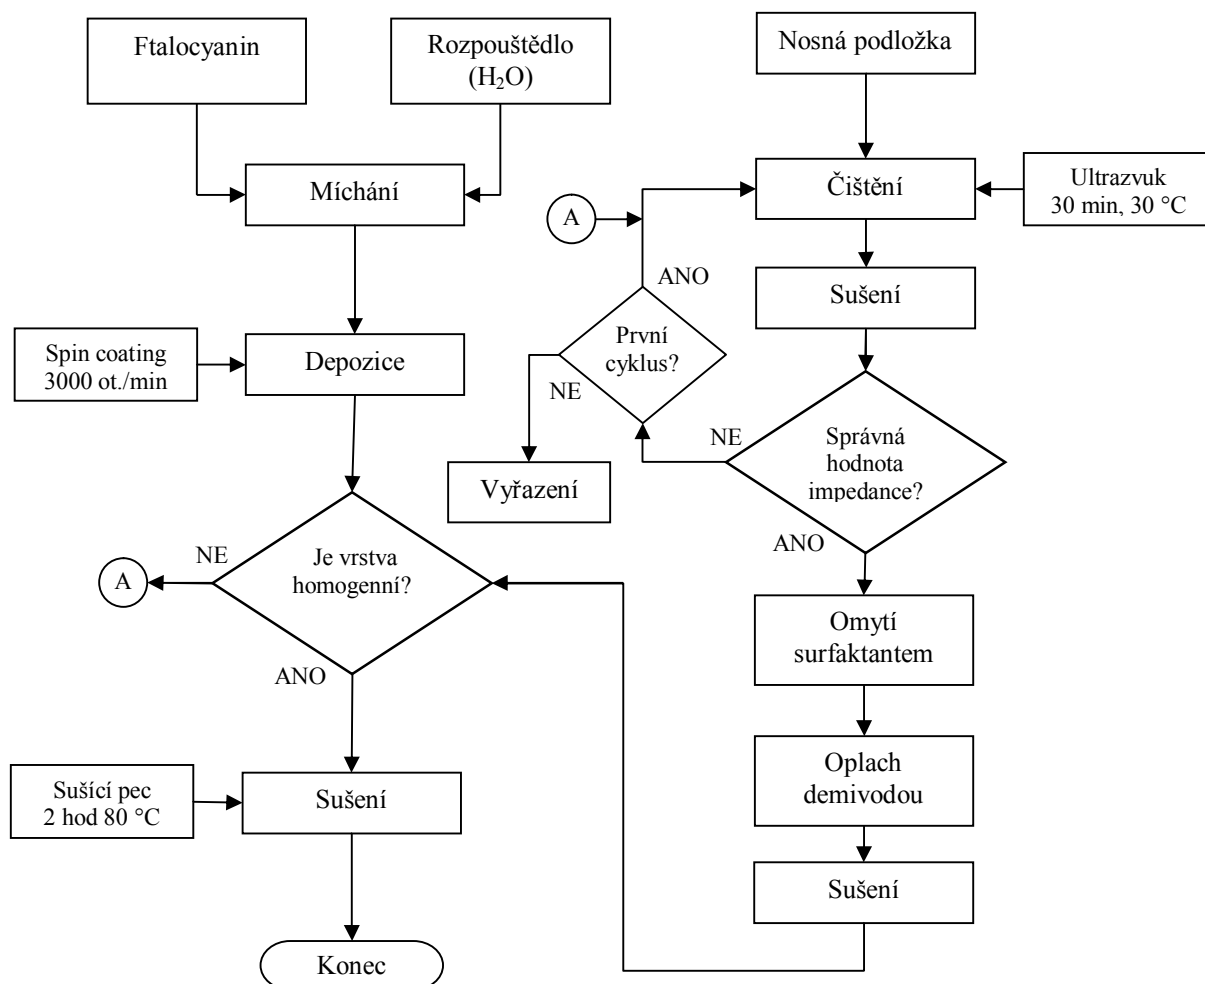 Ftalocyanin
Rozpouštědlo
(H₂O)
Nosná podložka
Míchání
Čištění
Ultrazvuk
30 min, 30 °C
A
ANO
Sušení
První
cyklus?
NE
Spin coating
3000 ot./min
Depozice
NE
Správná
hodnota
impedance?
Vyřazení
ANO
NE
A
Je vrstva
homogenní?
ANO
Omytí
surfaktantem
Oplach
demivodou
Sušící pec
2 hod 80 °C
Sušení
Sušení
Konec